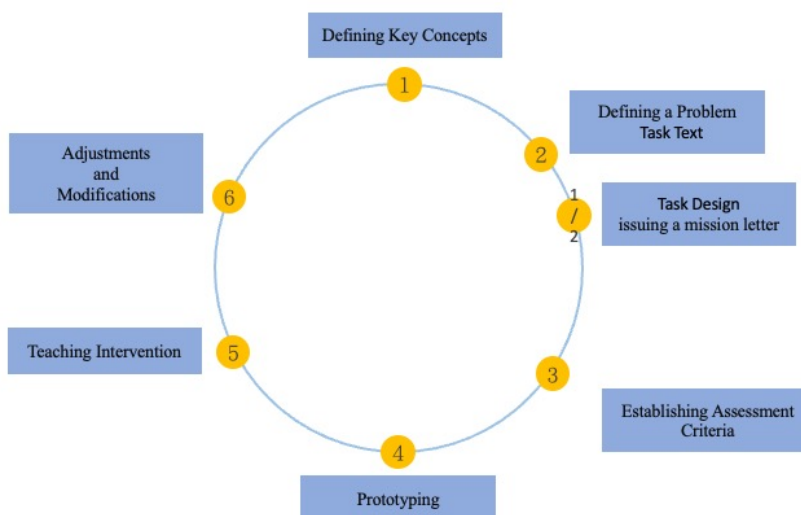 Defining Key Concepts
1
Defining a Problem
Task Text
2
1
/
2
Task Design
issuing a mission letter
3
Establishing Assessment
Criteria
4
Prototyping
5
Teaching Intervention
6
Adjustments
and
Modifications